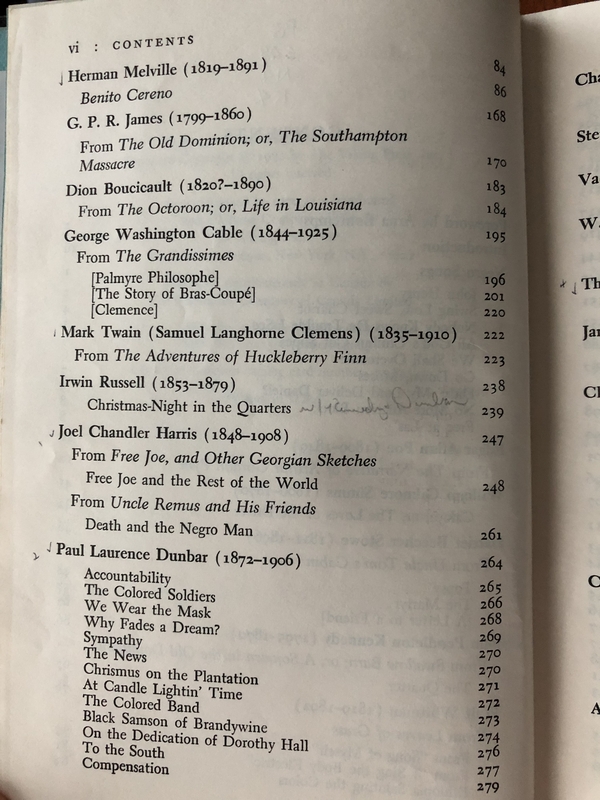 vi : CONTENTS
Herman Melville (1819–1891) 84
Benito Cereno 86
G. P. R. James (1799–1860) 168
From The Old Dominion; or, The Southampton
Massacre 170
Dion Boucicault (1820?–1890) 183
From The Octoroon; or, Life in Louisiana 184
George Washington Cable (1844–1925) 195
From The Grandissimes
[Palmyre Philosophe] 196
[The Story of Bras-Coupé] 201
[Clemence] 220
Mark Twain (Samuel Langhorne Clemens) (1835–1910) 222
From The Adventures of Huckleberry Finn 223
Irwin Russell (1853–1879) 238
Christmas-Night in the Quarters 239
Joel Chandler Harris (1848–1908) 247
From Free Joe, and Other Georgian Sketches
Free Joe and the Rest of the World 248
From Uncle Remus and His Friends
Death and the Negro Man 261
Paul Laurence Dunbar (1872–1906) 264
Accountability 265
The Colored Soldiers 266
We Wear the Mask 268
Why Fades a Dream? 269
Sympathy 270
The News 270
Chrismus on the Plantation 271
At Candle Lightin' Time 272
The Colored Band 273
Black Samson of Brandywine 274
On the Dedication of Dorothy Hall 276
To the South 277
Compensation 279
Cha
Ste
Va
W.
Th
Jar